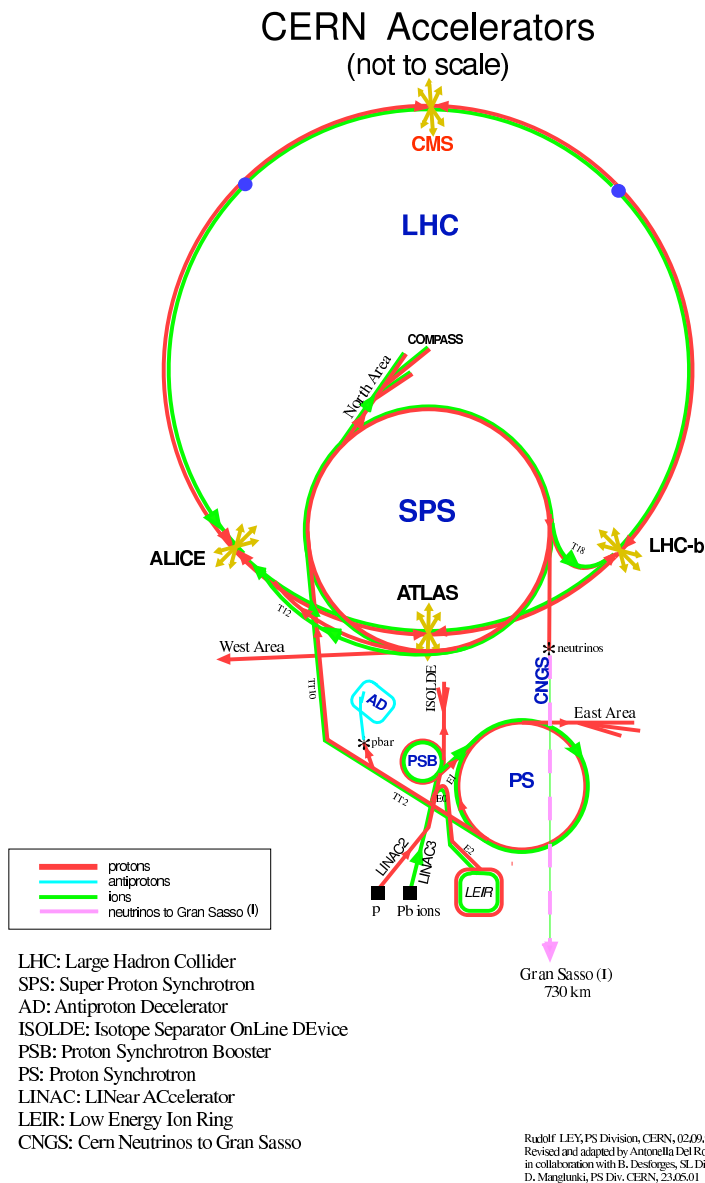 CERN Accelerators
(not to scale)
CMS
LHC
COMPASS
North Area
SPS
T18
ALICE
LHC-b
ATLAS
T12
West Area
neutrinos
CNGS
ISOLDE
TT10
AD
East Area
pbar
PSB
E1
PS
TT2
E0
LINAC2
LINAC3
E2
LEIR
p
Pb ions
protons
antiprotons
ions
neutrinos to Gran Sasso (I)
Gran Sasso (I)
730 km
LHC: Large Hadron Collider
SPS: Super Proton Synchrotron
AD: Antiproton Decelerator
ISOLDE: Isotope Separator OnLine DEvice
PSB: Proton Synchrotron Booster
PS: Proton Synchrotron
LINAC: LINear ACcelerator
LEIR: Low Energy Ion Ring
CNGS: Cern Neutrinos to Gran Sasso
Rudolf LEY, PS Division, CERN, 02.09.
Revised and adapted by Antonella Del
in collaboration with B. Desforges, SL
D. Manglunki, PS Div. CERN, 23.05.01